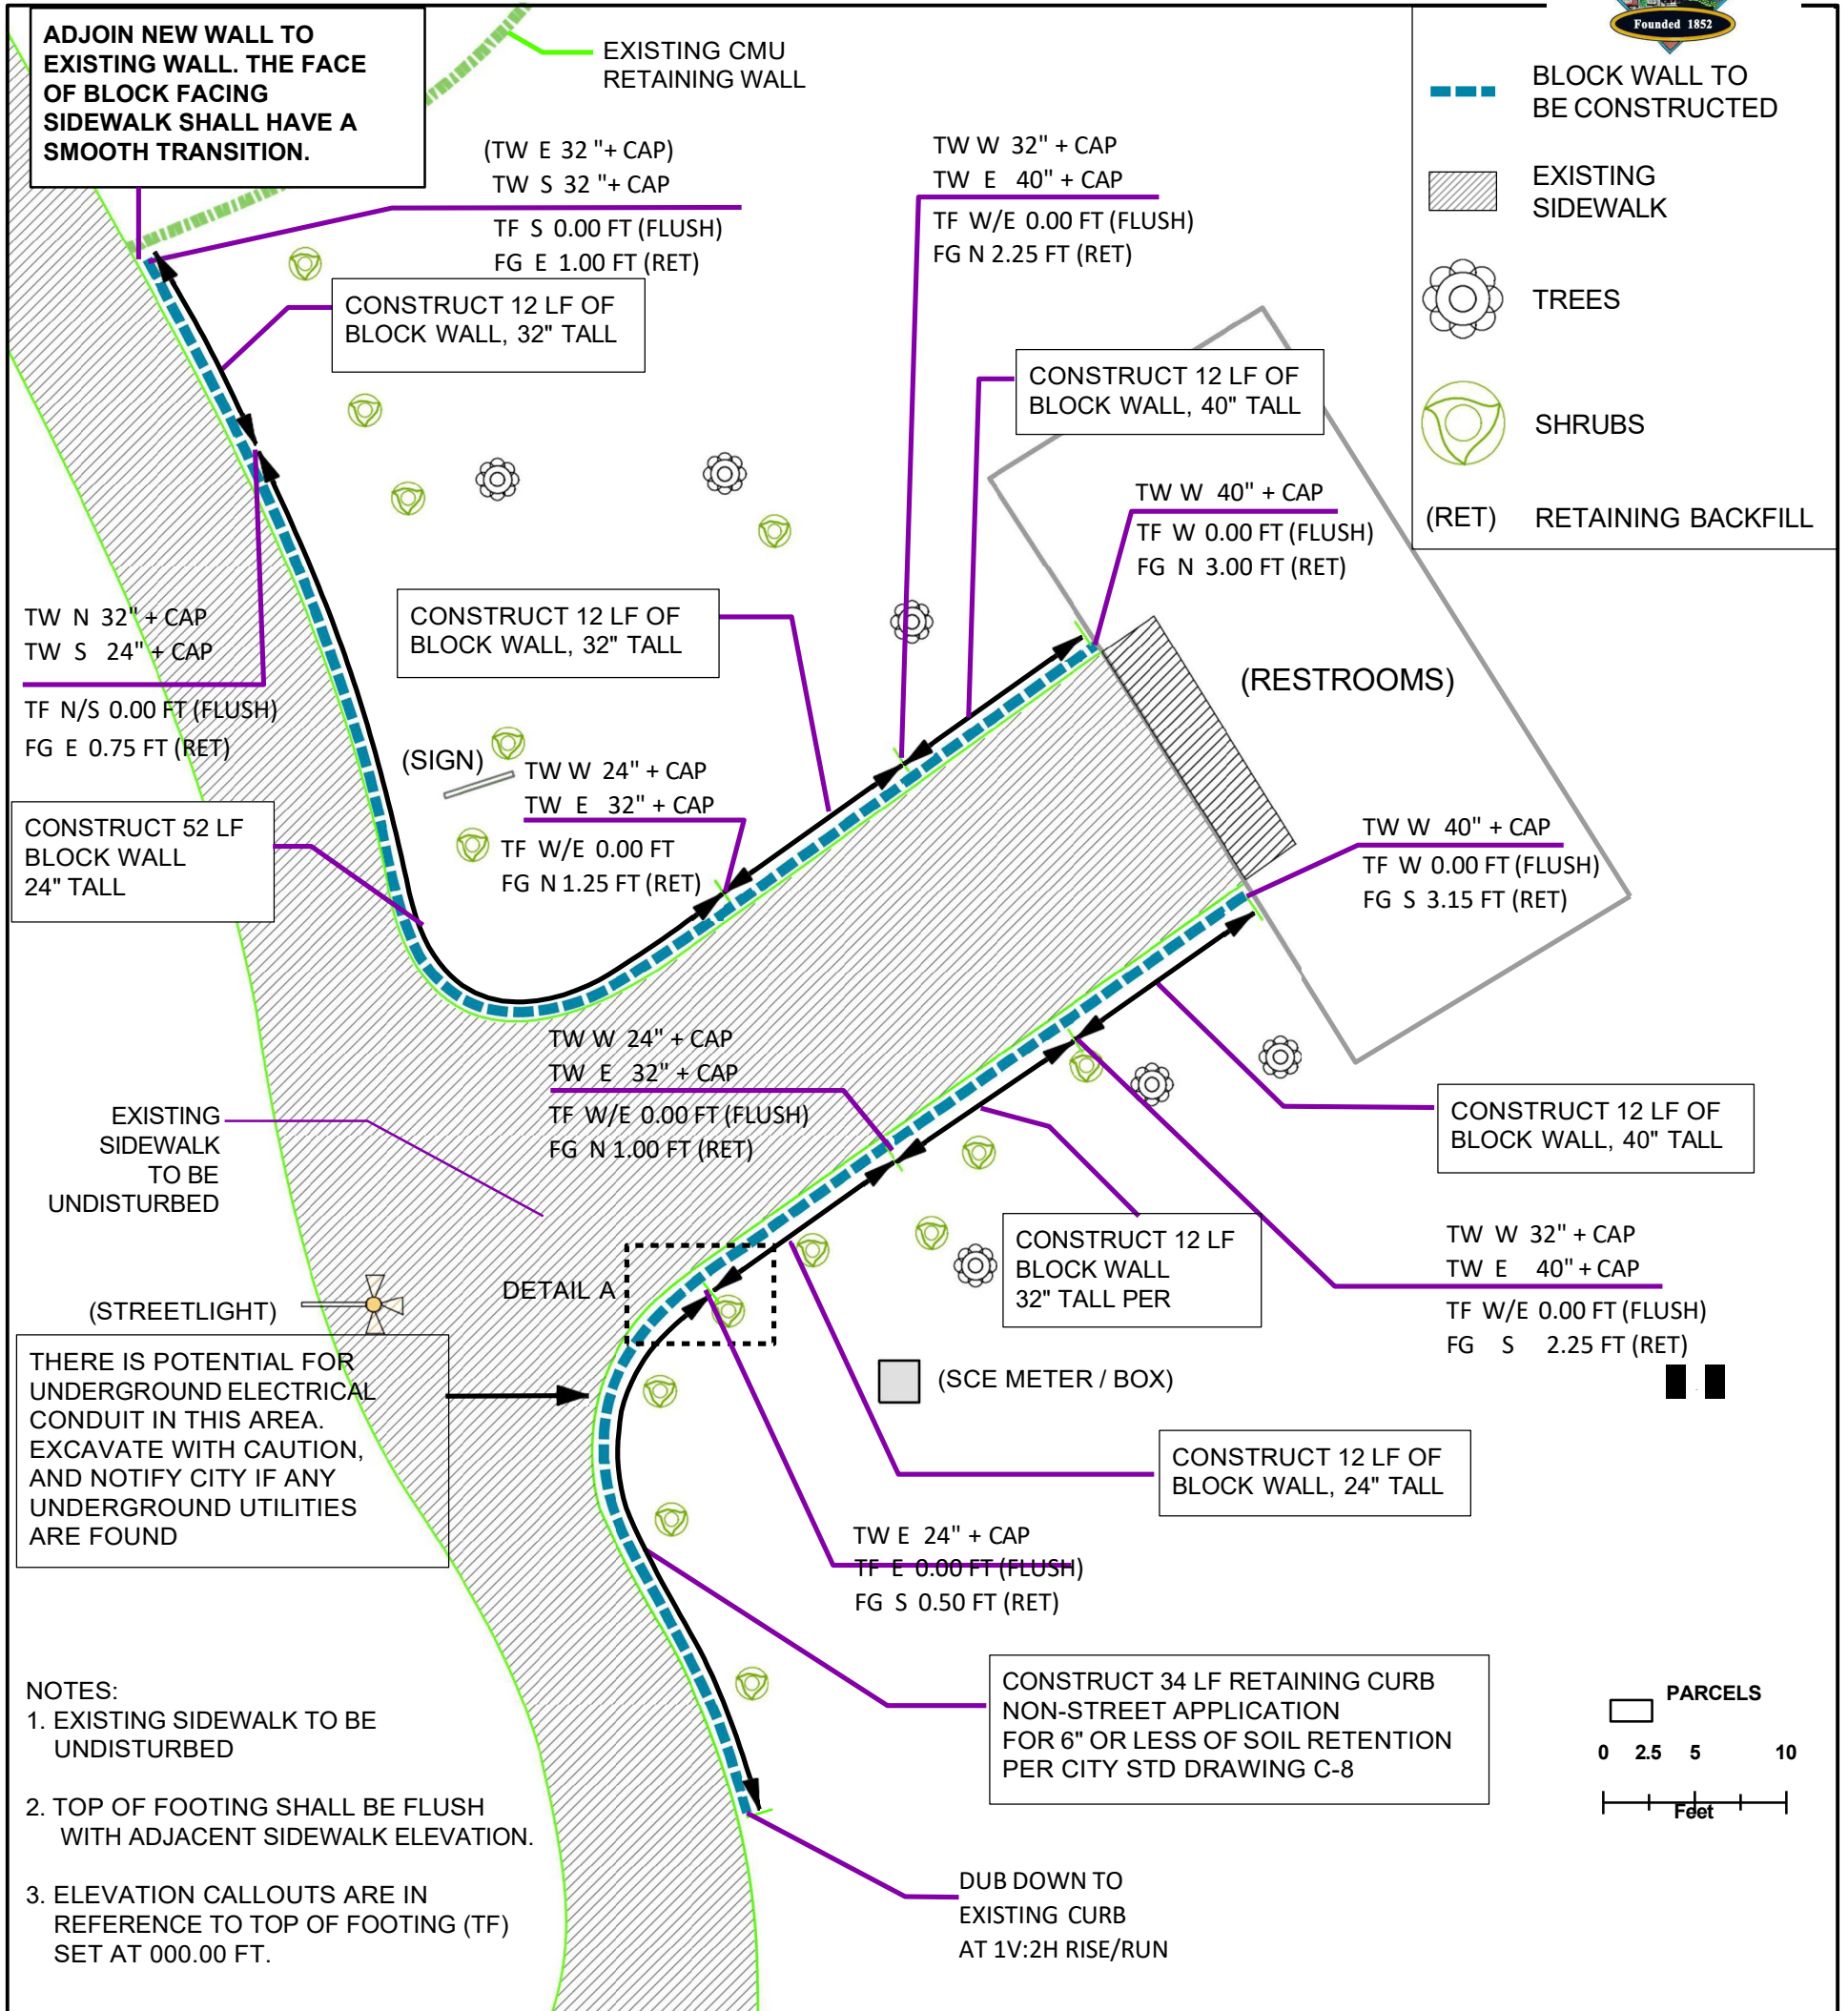 ADJOIN NEW WALL TO
EXISTING WALL. THE FACE
OF BLOCK FACING
SIDEWALK SHALL HAVE A
SMOOTH TRANSITION.
EXISTING CMU
RETAINING WALL
Founded 1852
BLOCK WALL TO
BE CONSTRUCTED
EXISTING
SIDEWALK
TREES
SHRUBS
(RET) RETAINING BACKFILL
(TW E 32 "+ CAP)
TW S 32 "+ CAP
TF S 0.00 FT (FLUSH)
FG E 1.00 FT (RET)
TW W 32" + CAP
TW E 40" + CAP
TF W/E 0.00 FT (FLUSH)
FG N 2.25 FT (RET)
CONSTRUCT 12 LF OF
BLOCK WALL, 32" TALL
CONSTRUCT 12 LF OF
BLOCK WALL, 40" TALL
TW W 40" + CAP
TF W 0.00 FT (FLUSH)
FG N 3.00 FT (RET)
TW N 32" + CAP
TW S 24" + CAP
TF N/S 0.00 FT (FLUSH)
FG E 0.75 FT (RET)
CONSTRUCT 12 LF OF
BLOCK WALL, 32" TALL
(RESTROOMS)
(SIGN)
TW W 24" + CAP
TW E 32" + CAP
TF W/E 0.00 FT
FG N 1.25 FT (RET)
CONSTRUCT 52 LF
BLOCK WALL
24" TALL
TW W 40" + CAP
TF W 0.00 FT (FLUSH)
FG S 3.15 FT (RET)
TW W 24" + CAP
TW E 32" + CAP
TF W/E 0.00 FT (FLUSH)
FG N 1.00 FT (RET)
EXISTING
SIDEWALK
TO BE
UNDISTURBED
CONSTRUCT 12 LF OF
BLOCK WALL, 40" TALL
CONSTRUCT 12 LF
BLOCK WALL
32" TALL PER
TW W 32" + CAP
TW E 40" + CAP
TF W/E 0.00 FT (FLUSH)
FG S 2.25 FT (RET)
DETAIL A
(STREETLIGHT)
THERE IS POTENTIAL FOR
UNDERGROUND ELECTRICAL
CONDUIT IN THIS AREA.
EXCAVATE WITH CAUTION,
AND NOTIFY CITY IF ANY
UNDERGROUND UTILITIES
ARE FOUND
(SCE METER / BOX)
CONSTRUCT 12 LF OF
BLOCK WALL, 24" TALL
TW E 24" + CAP
TF E 0.00 FT (FLUSH)
FG S 0.50 FT (RET)
CONSTRUCT 34 LF RETAINING CURB
NON-STREET APPLICATION
FOR 6" OR LESS OF SOIL RETENTION
PER CITY STD DRAWING C-8
PARCELS
0 2.5 5 10
Feet
NOTES:
1. EXISTING SIDEWALK TO BE
UNDISTURBED
2. TOP OF FOOTING SHALL BE FLUSH
WITH ADJACENT SIDEWALK ELEVATION.
3. ELEVATION CALLOUTS ARE IN
REFERENCE TO TOP OF FOOTING (TF)
SET AT 000.00 FT.
DUB DOWN TO
EXISTING CURB
AT 1V:2H RISE/RUN